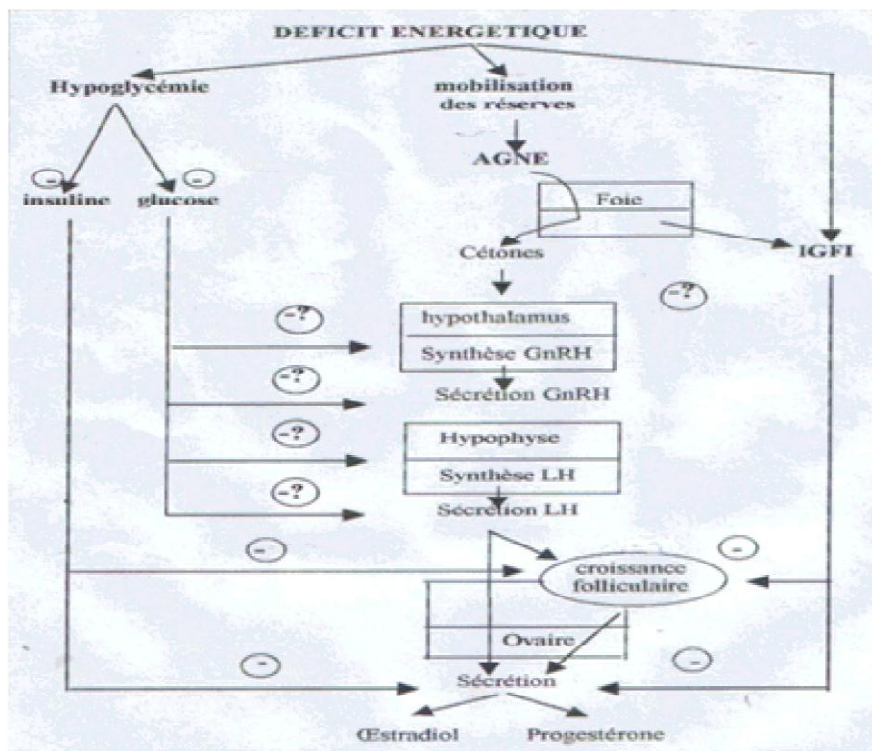 DEFICIT ENERGETIQUE
Hypoglycémie
mobilisation
des réserves
AGNE
insuline
glucose
Foie
Cétones
IGFI
-?
-?
hypothalamus
Synthèse GnRH
-?
Sécrétion GnRH
-?
Hypophyse
Synthèse LH
-?
Sécrétion LH
-
-
croissance
folliculaire
Ovaire
-
-
Sécrétion
Œstradiol
Progestérone
-
-